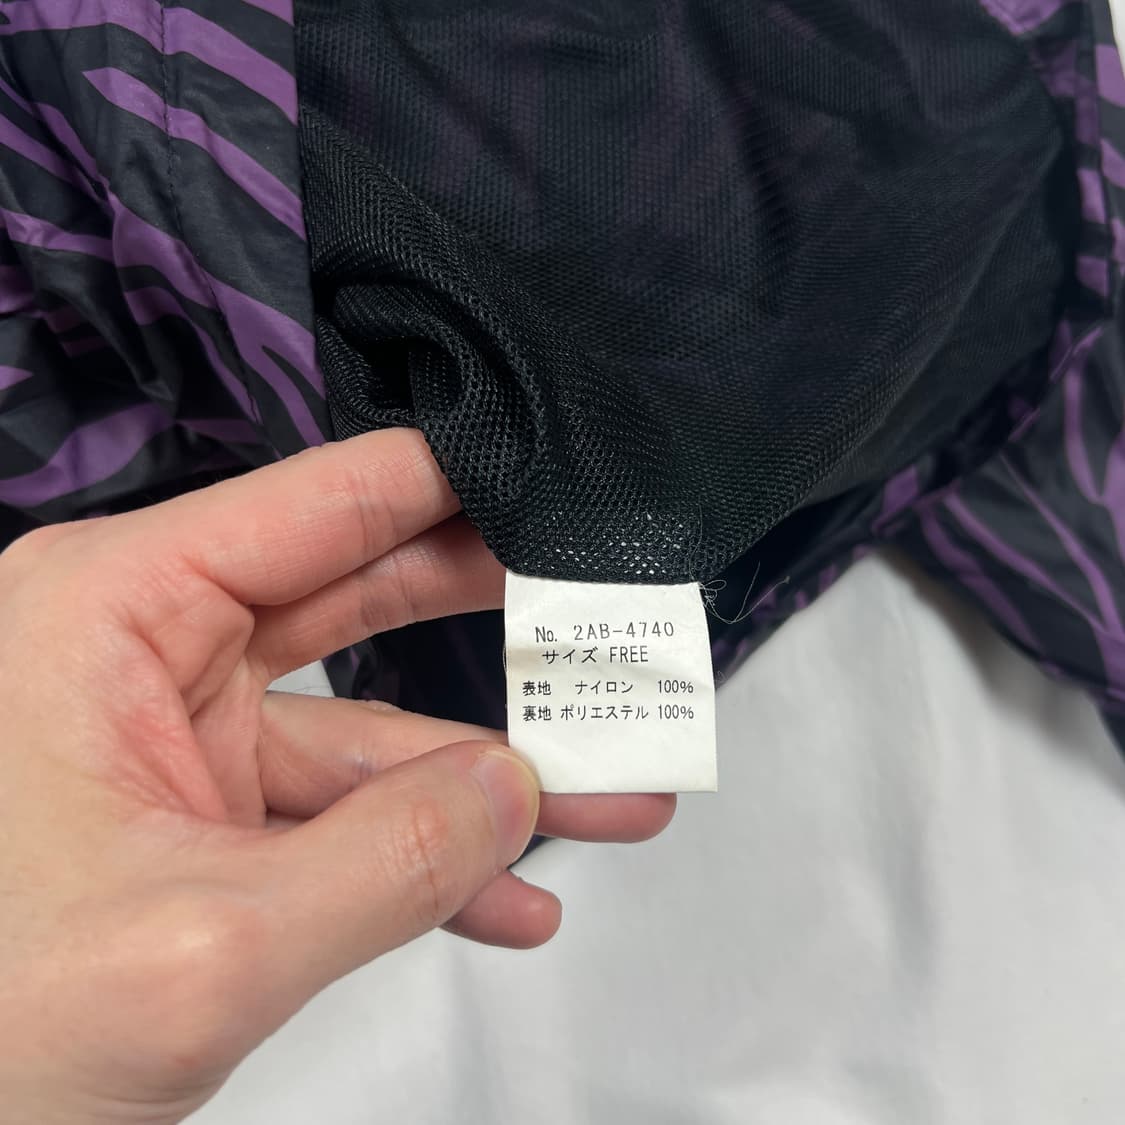 No. 2AB-4740
サイズ FREE
表地 ナイロン 100%
裏地 ポリエステル 100%